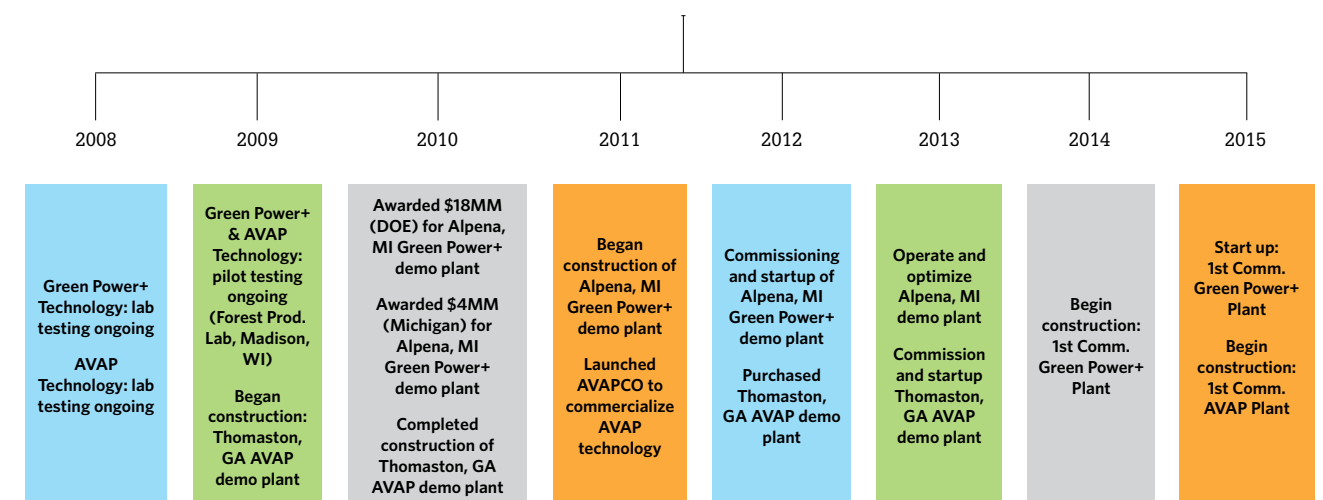 2008
2009
2010
2011
2012
2013
2014
2015
Green Power+
Technology: lab
testing ongoing
AVAP
Technology: lab
testing ongoing
Green Power+
& AVAP
Technology:
pilot testing
ongoing
(Forest Prod.
Lab, Madison,
WI)
Began
construction:
Thomaston,
GA AVAP
demo plant
Awarded $18MM
(DOE) for Alpena,
MI Green Power+
demo plant
Awarded $4MM
(Michigan) for
Alpena, MI
Green Power+
demo plant
Completed
construction of
Thomaston, GA
AVAP demo plant
Began
construction of
Alpena, MI
Green Power+
demo plant
Launched
AVAPCO to
commercialize
AVAP
technology
Commissioning
and startup of
Alpena, MI
Green Power+
demo plant
Purchased
Thomaston,
GA AVAP demo
plant
Operate and
optimize
Alpena, MI
demo plant
Commission
and startup
Thomaston,
GA AVAP
demo plant
Begin
construction:
1st Comm.
Green Power+
Plant
Start up:
1st Comm.
Green Power+
Plant
Begin
construction:
1st Comm.
AVAP Plant